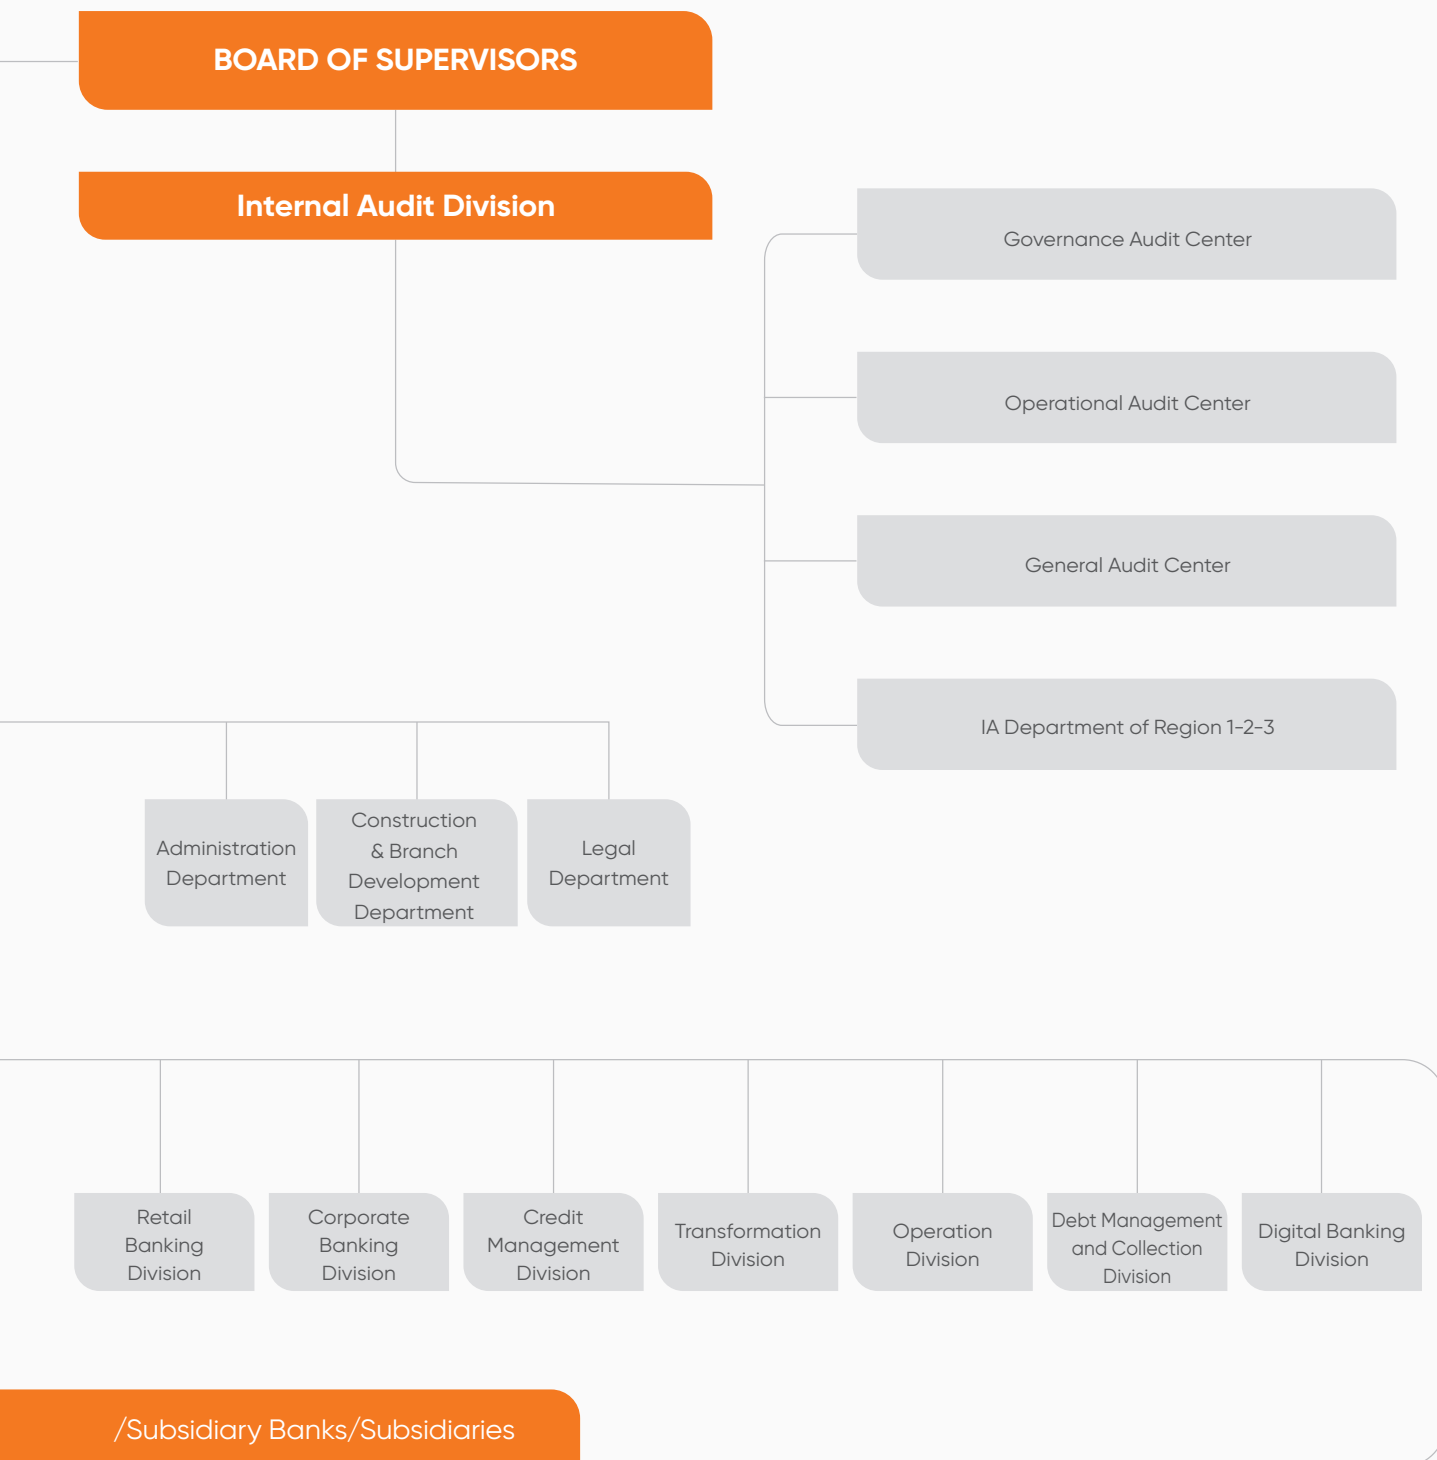 BOARD OF SUPERVISORS
Internal Audit Division
Governance Audit Center
Operational Audit Center
General Audit Center
IA Department of Region 1-2-3
Administration
Department
Construction
& Branch
Development
Department
Legal
Department
Retail
Banking
Division
Corporate
Banking
Division
Credit
Management
Division
Transformation
Division
Operation
Division
Debt Management
and Collection
Division
Digital Banking
Division
/Subsidiary Banks/Subsidiaries